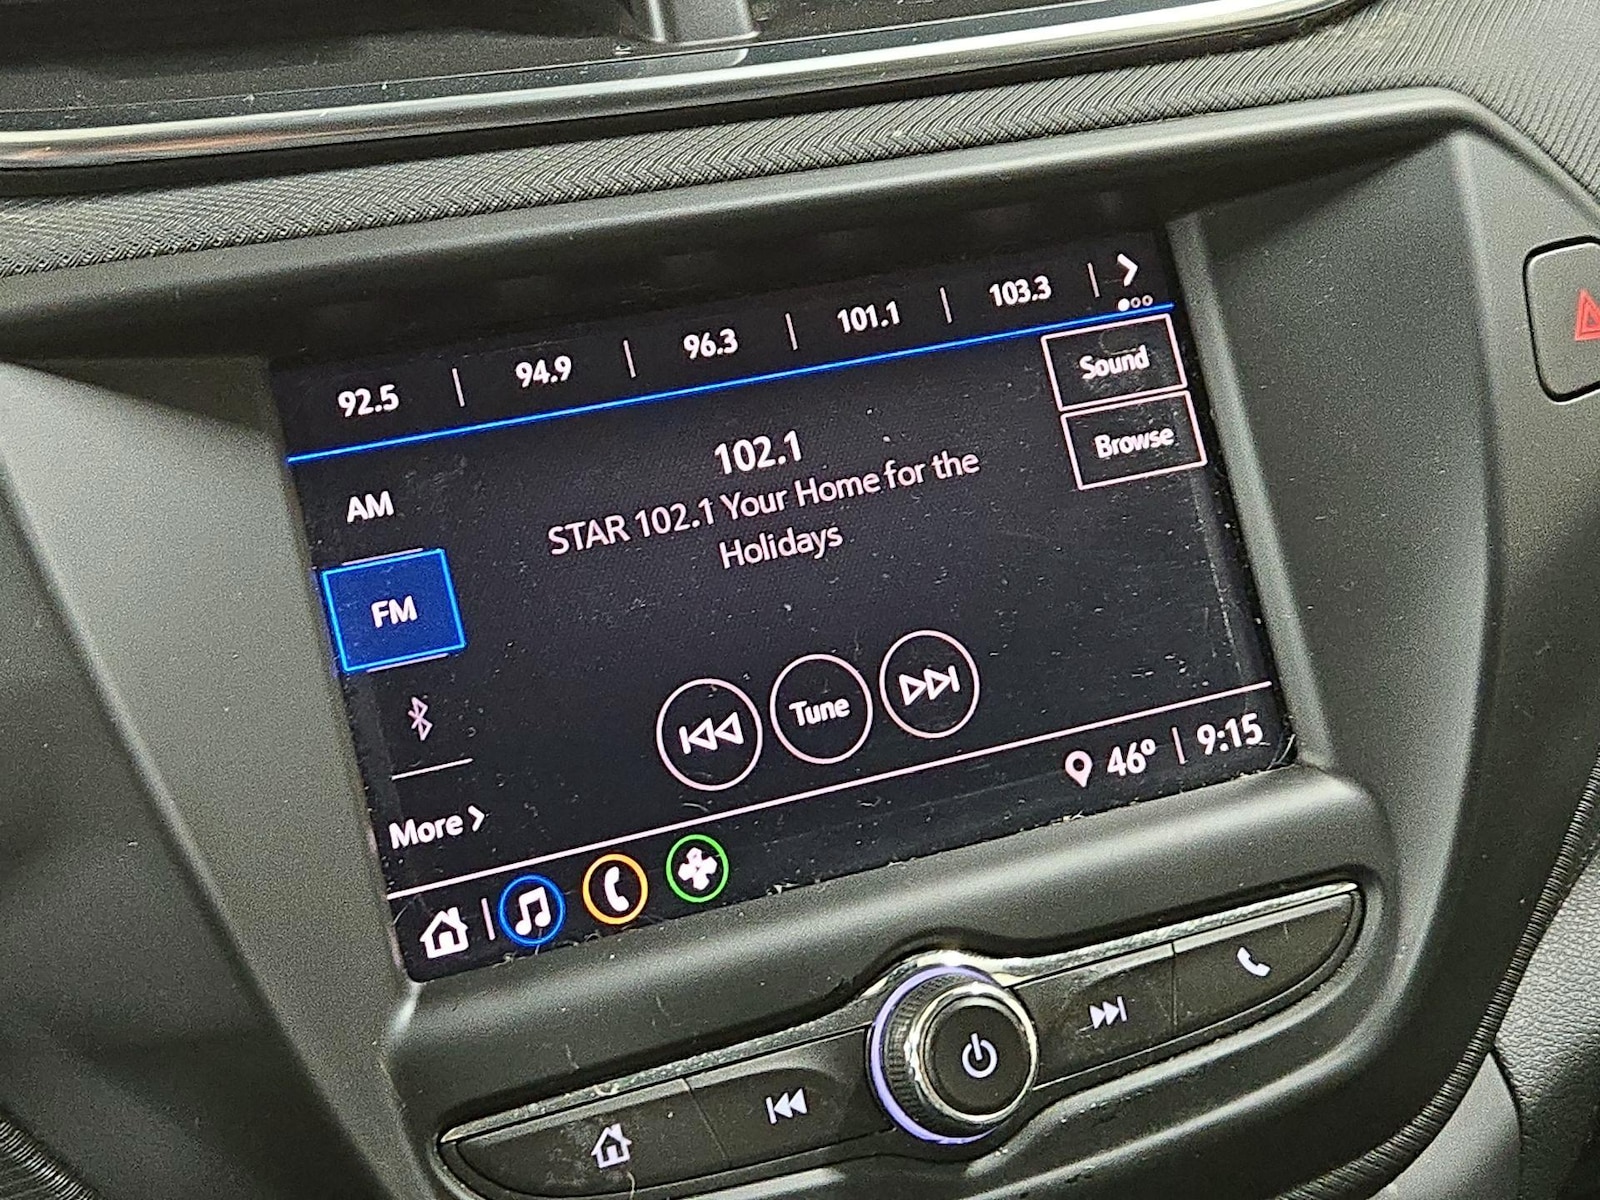 92.5 | 94.9 | 96.3 | 101.1 | 103.3 | >
Sound
Browse
102.1
STAR 102.1 Your Home for the
Holidays
AM
FM
More >
Tune
46° | 9:15